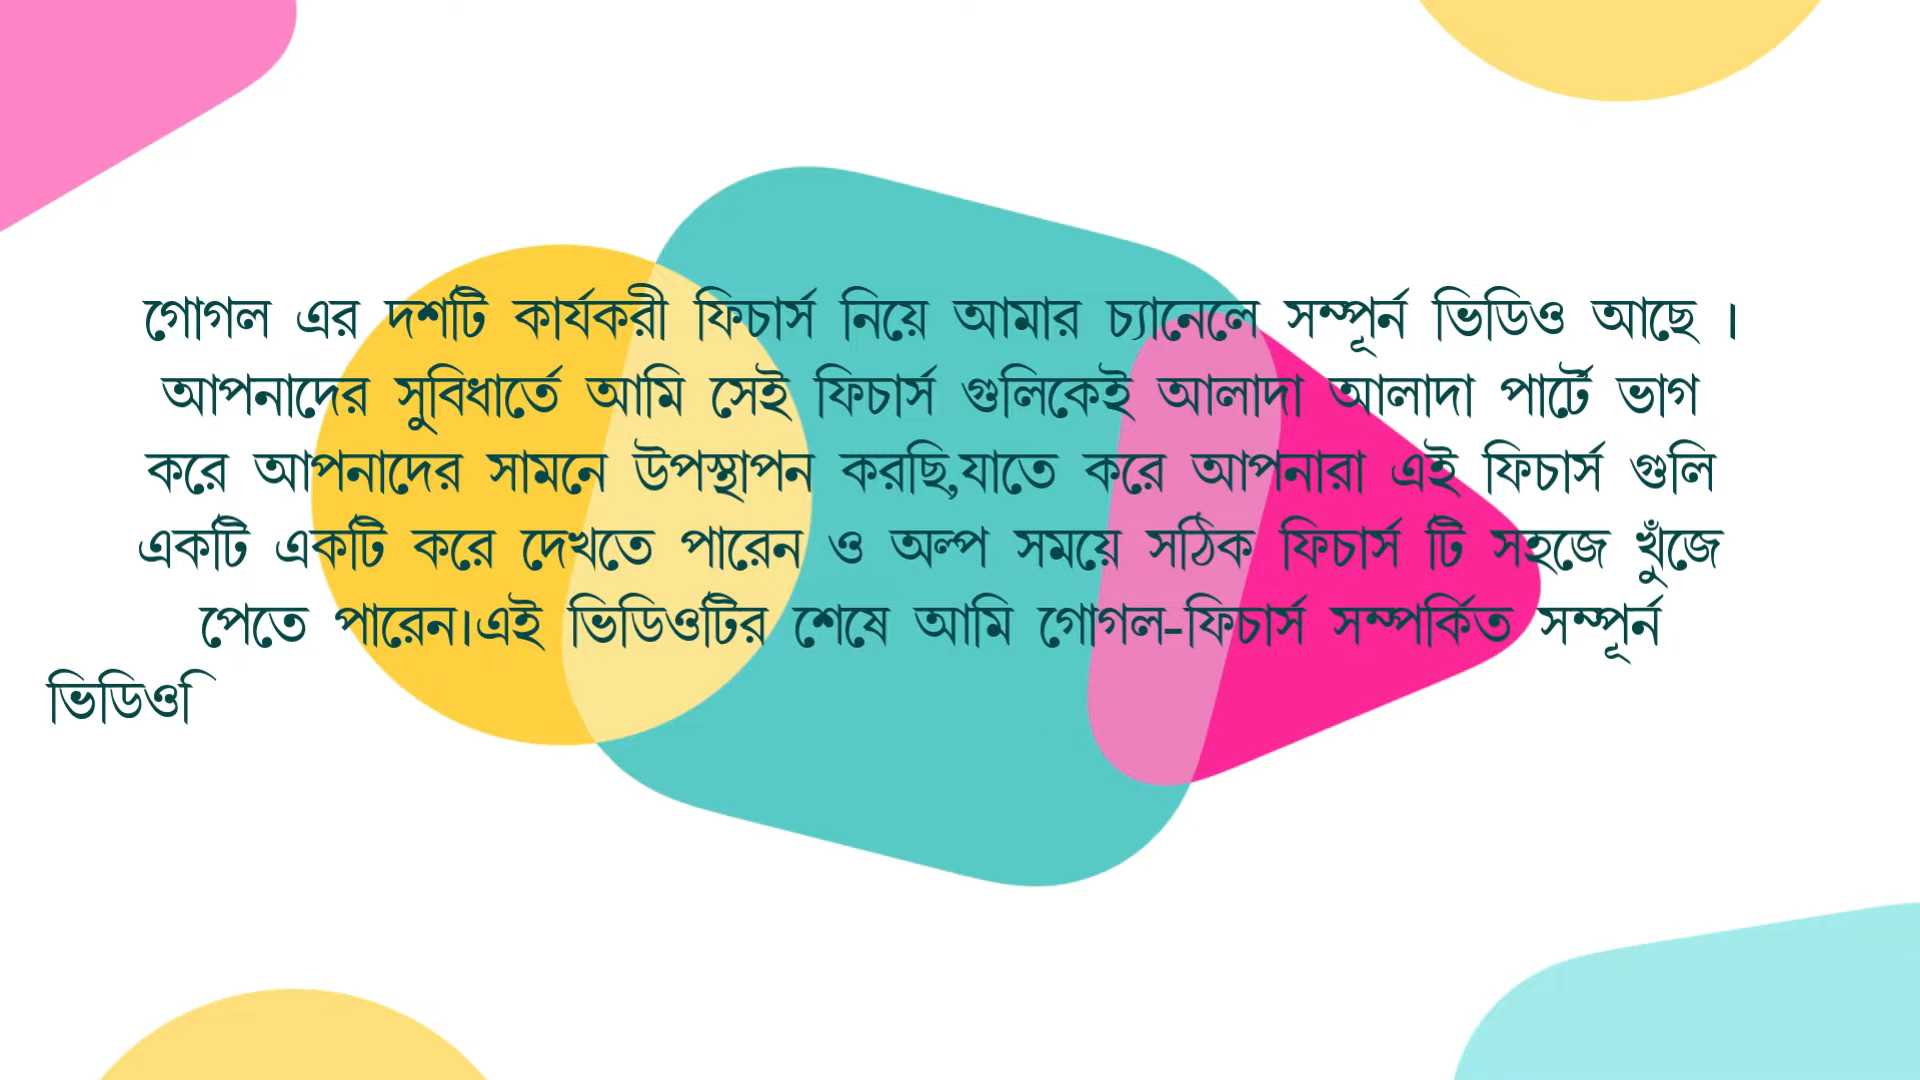 গোগল এর দশটি কার্যকরী ফিচার্স নিয়ে আমার চ্যানেলে সম্পূর্ন ভিডিও আছে ।
আপনাদের সুবিধার্তে আমি সেই ফিচার্স গুলিকেই আলাদা আলাদা পার্টে ভাগ
করে আপনাদের সামনে উপস্থাপন করছি,যাতে করে আপনারা এই ফিচার্স গুলি
একটি একটি করে দেখতে পারেন ও অল্প সময়ে সঠিক ফিচার্স টি সহজে খুঁজে
পেতে পারেন।এই ভিডিওটির শেষে আমি গোগল-ফিচার্স সম্পর্কিত সম্পূর্ন
ভিডিওি